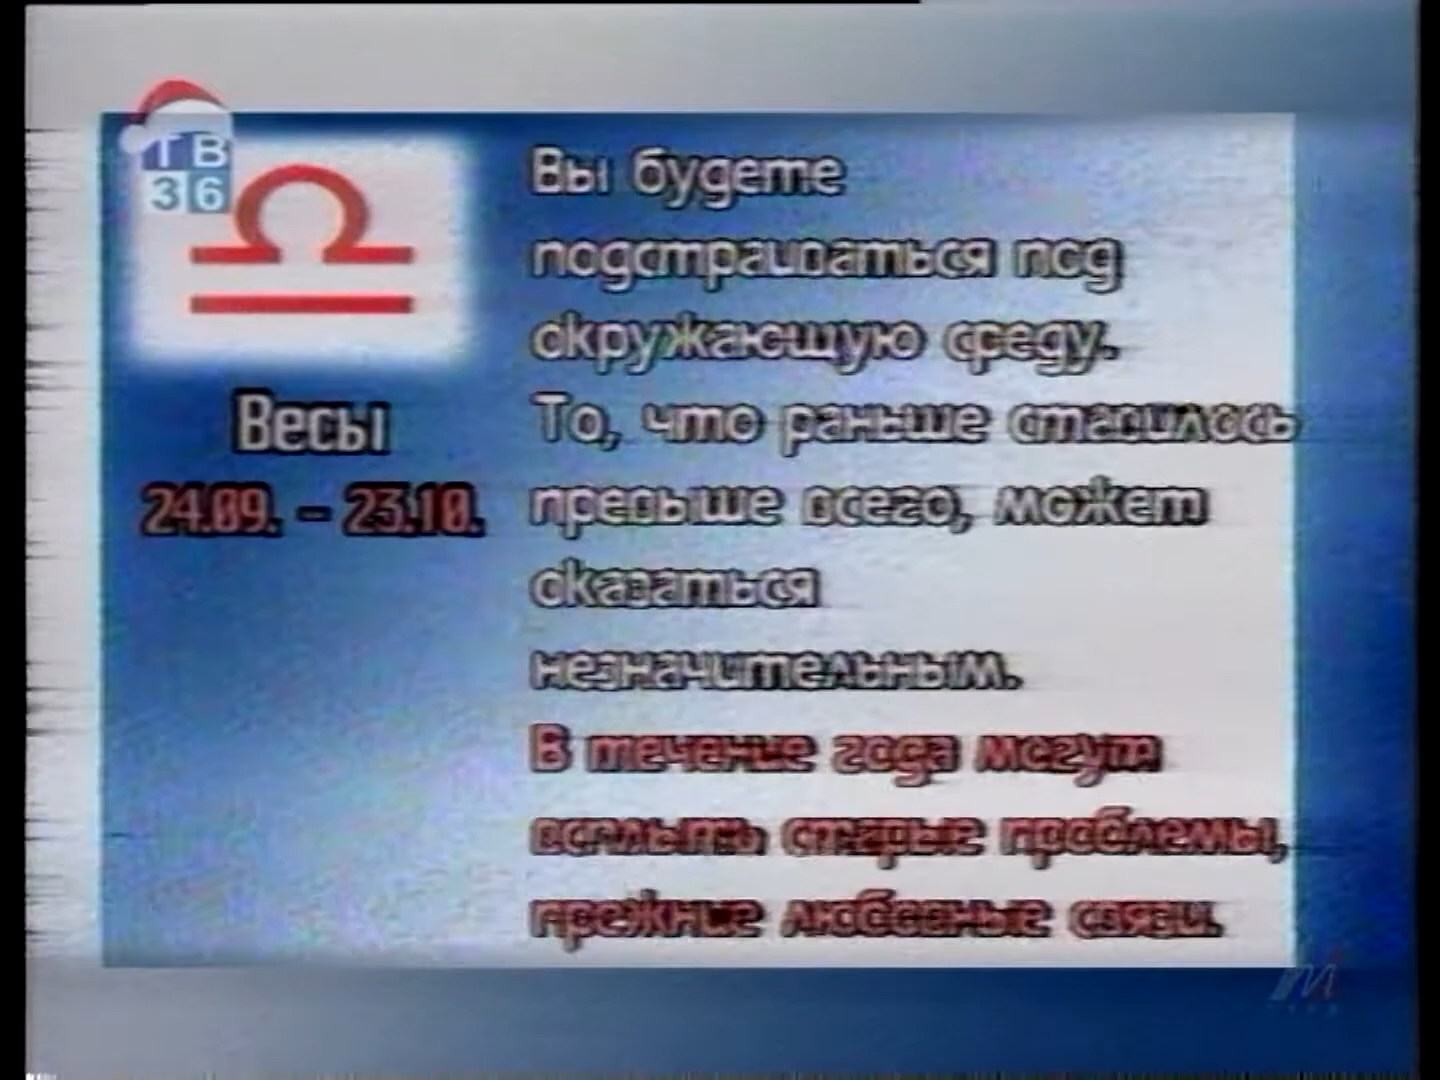 ТВ
36
Весы
24.09. - 23.10.
Вы будете
подстраиваться под
окружающую среду.
То, что раньше ставилось
превыше всего, может
оказаться
незначительным.
В течение года могут
всплыть старые проблемы,
прежние любовные связи.